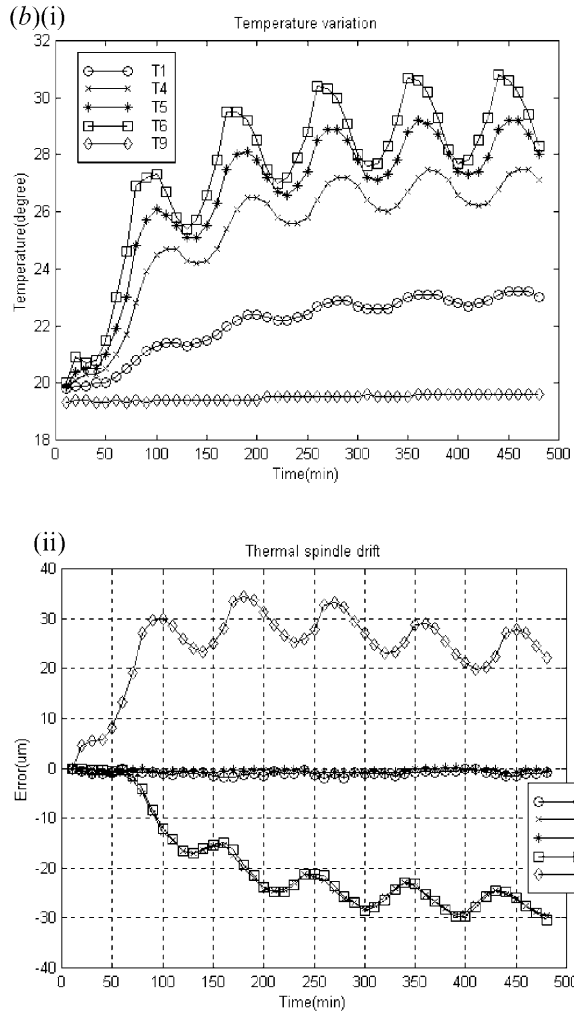 (b)(i)
Temperature variation
32
30
28
26
24
22
20
18
Temperature(degree)
T1
T4
T5
T6
T9
0 50 100 150 200 250 300 350 400 450 500
Time(min)
(ii)
Thermal spindle drift
40
30
20
10
0
-10
-20
-30
-40
Error(um)
0 50 100 150 200 250 300 350 400 450 500
Time(min)